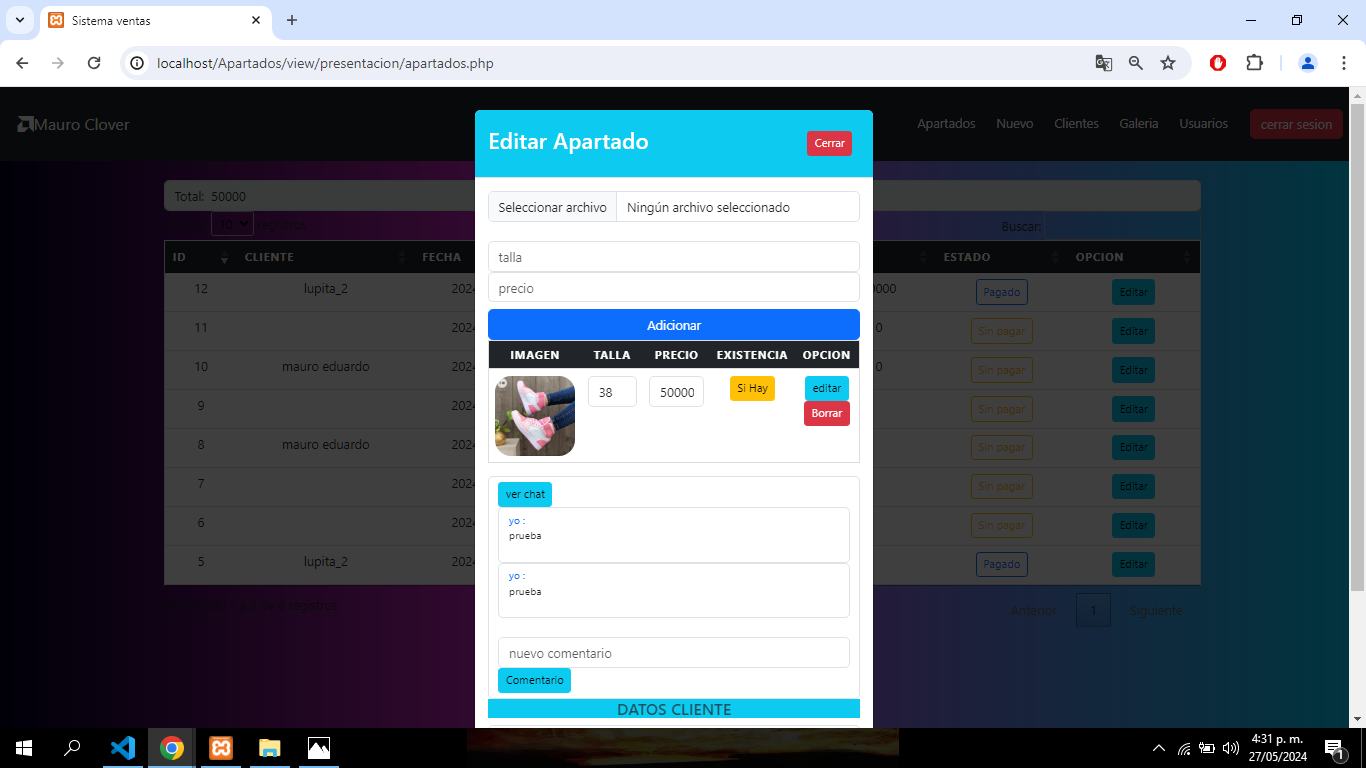 Sistema ventas
localhost/Apartados/view/presentacion/apartados.php
Mauro Clover
Apartados Nuevo Clientes Galeria Usuarios cerrar sesion
Editar Apartado
Cerrar
Total: 50000
10 registros
Buscar:
ID CLIENTE FECHA ESTADO OPCION
12 lupita_2 2024 0000 Pagado Editar
11 2024 0 Sin pagar Editar
10 mauro eduardo 2024 0 Sin pagar Editar
9 2024 Sin pagar Editar
8 mauro eduardo 2024 Sin pagar Editar
7 2024 Sin pagar Editar
6 2024 Sin pagar Editar
5 lupita_2 2024 Pagado Editar
registros
Anterior 1 Siguiente
Seleccionar archivo Ningún archivo seleccionado
talla
precio
Adicionar
IMAGEN TALLA PRECIO EXISTENCIA OPCION
38 50000 Si Hay editar
Borrar
ver chat
yo :
prueba
yo :
prueba
nuevo comentario
Comentario
DATOS CLIENTE
4:31 p. m.
27/05/2024
1